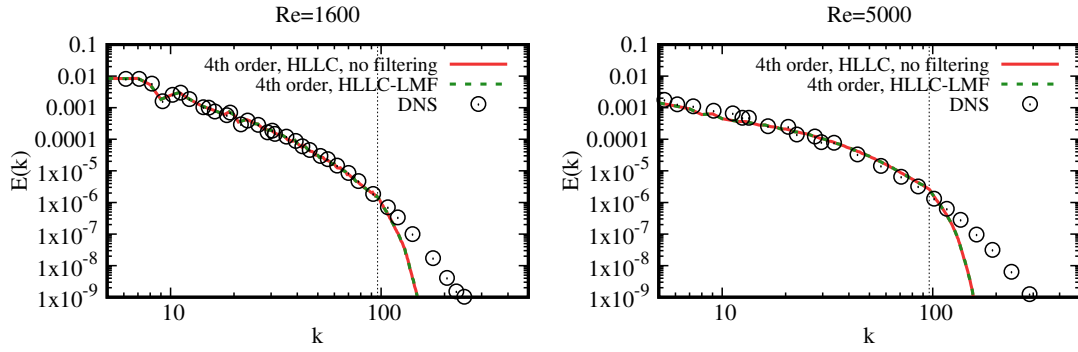 Re=1600
0.1
0.01
0.001
0.0001
1x10-5
1x10-6
1x10-7
1x10-8
1x10-9
E(k)
4th order, HLLC, no filtering
4th order, HLLC-LMF
DNS
10
100
k
Re=5000
0.1
0.01
0.001
0.0001
1x10-5
1x10-6
1x10-7
1x10-8
1x10-9
E(k)
4th order, HLLC, no filtering
4th order, HLLC-LMF
DNS
10
100
k